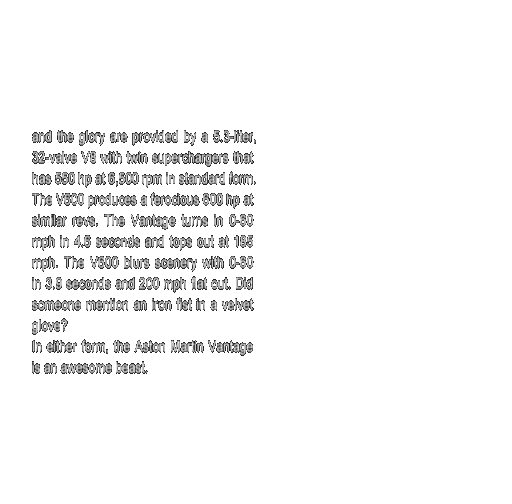 and the glory are provided by a 5.3-liter,
32-valve V8 with twin superchargers that
has 550 hp at 6,500 rpm in standard form.
The V600 produces a ferocious 600 hp at
similar revs. The Vantage turns in 0-60
mph in 4.6 seconds and tops out at 186
mph. The V600 blurs scenery with 0-60
in 3.9 seconds and 200 mph flat out. Did
someone mention an iron fist in a velvet
glove?
In either form, the Aston Martin Vantage
is an awesome beast.